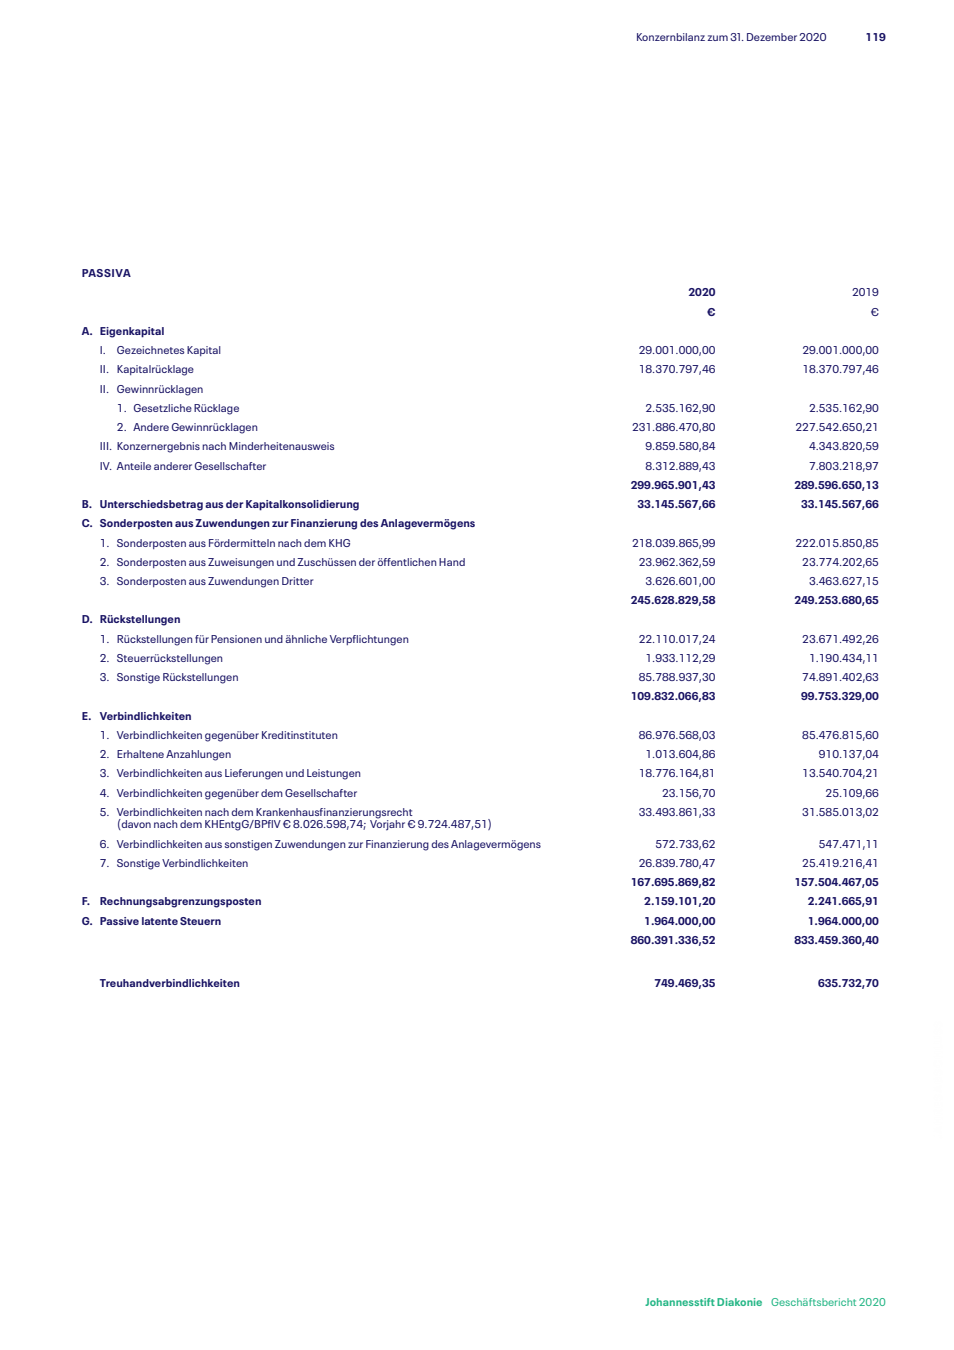 Konzernbilanz zum 31. Dezember 2020 119
PASSIVA
2020 2019
€ €
A. Eigenkapital
I. Gezeichnetes Kapital 29.001.000,00 29.001.000,00
II. Kapitalrücklage 18.370.797,46 18.370.797,46
II. Gewinnrücklagen
1. Gesetzliche Rücklage 2.535.162,90 2.535.162,90
2. Andere Gewinnrücklagen 231.886.470,80 227.542.650,21
III. Konzernergebnis nach Minderheitenausweis 9.859.580,84 4.343.820,59
IV. Anteile anderer Gesellschafter 8.312.889,43 7.803.218,97
299.965.901,43 289.596.650,13
B. Unterschiedsbetrag aus der Kapitalkonsolidierung 33.145.567,66 33.145.567,66
C. Sonderposten aus Zuwendungen zur Finanzierung des Anlagevermögens
1. Sonderposten aus Fördermitteln nach dem KHG 218.039.865,99 222.015.850,85
2. Sonderposten aus Zuweisungen und Zuschüssen der öffentlichen Hand 23.962.362,59 23.774.202,65
3. Sonderposten aus Zuwendungen Dritter 3.626.601,00 3.463.627,15
245.628.829,58 249.253.680,65
D. Rückstellungen
1. Rückstellungen für Pensionen und ähnliche Verpflichtungen 22.110.017,24 23.671.492,26
2. Steuerrückstellungen 1.933.112,29 1.190.434,11
3. Sonstige Rückstellungen 85.788.937,30 74.891.402,63
109.832.066,83 99.753.329,00
E. Verbindlichkeiten
1. Verbindlichkeiten gegenüber Kreditinstituten 86.976.568,03 85.476.815,60
2. Erhaltene Anzahlungen 1.013.604,86 910.137,04
3. Verbindlichkeiten aus Lieferungen und Leistungen 18.776.164,81 13.540.704,21
4. Verbindlichkeiten gegenüber dem Gesellschafter 23.156,70 25.109,66
5. Verbindlichkeiten nach dem Krankenhausfinanzierungsrecht 33.493.861,33 31.585.013,02
(davon nach dem KHEntgG/BPflV € 8.026.598,74; Vorjahr € 9.724.487,51)
6. Verbindlichkeiten aus sonstigen Zuwendungen zur Finanzierung des Anlagevermögens 572.733,62 547.471,11
7. Sonstige Verbindlichkeiten 26.839.780,47 25.419.216,41
167.695.869,82 157.504.467,05
F. Rechnungsabgrenzungsposten 2.159.101,20 2.241.665,91
G. Passive latente Steuern 1.964.000,00 1.964.000,00
860.391.336,52 833.459.360,40
Treuhandverbindlichkeiten 749.469,35 635.732,70
Johannesstift Diakonie Geschäftsbericht 2020